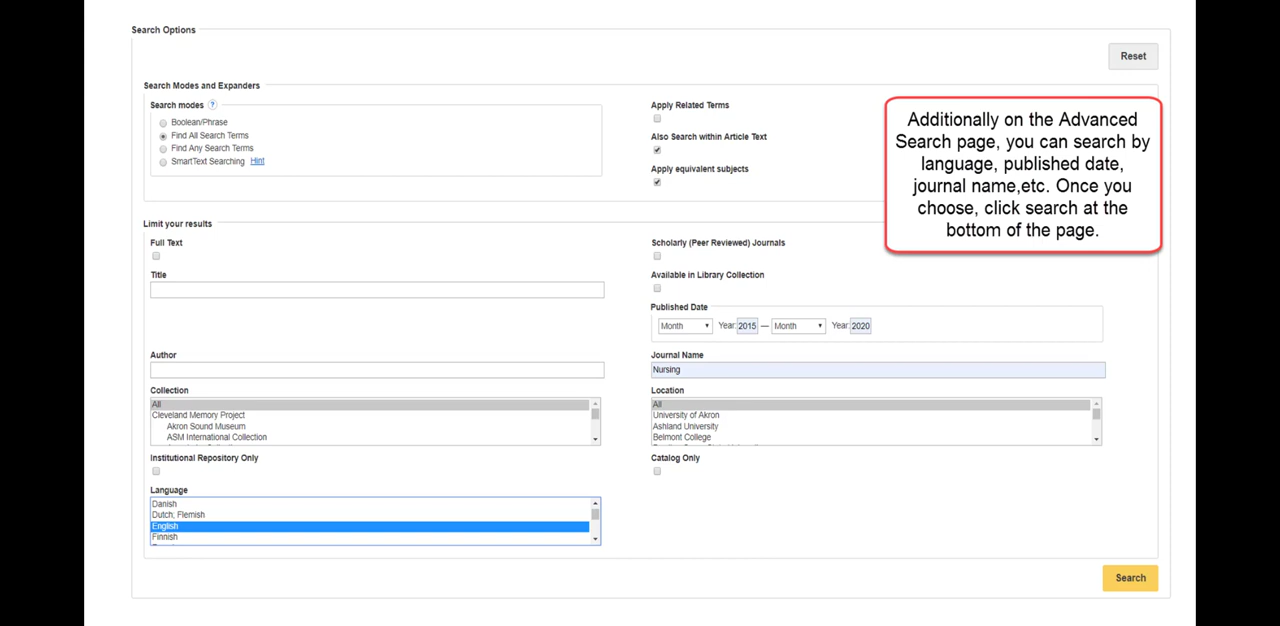 Search Options
Reset
Search Modes and Expanders
Search modes ?
Boolean/Phrase
Find All Search Terms
Find Any Search Terms
SmartText Searching Hint
Apply Related Terms
Also Search within Article Text
Apply equivalent subjects
Additionally on the Advanced
Search page, you can search by
language, published date,
journal name,etc. Once you
choose, click search at the
bottom of the page.
Limit your results
Full Text
Scholarly (Peer Reviewed) Journals
Title
Available in Library Collection
Published Date
Month Year: 2015 — Month Year: 2020
Author
Journal Name
Nursing
Collection
All
Cleveland Memory Project
Akron Sound Museum
ASM International Collection
Location
All
University of Akron
Ashland University
Belmont College
Institutional Repository Only
Catalog Only
Language
Danish
Dutch; Flemish
English
Finnish
Search